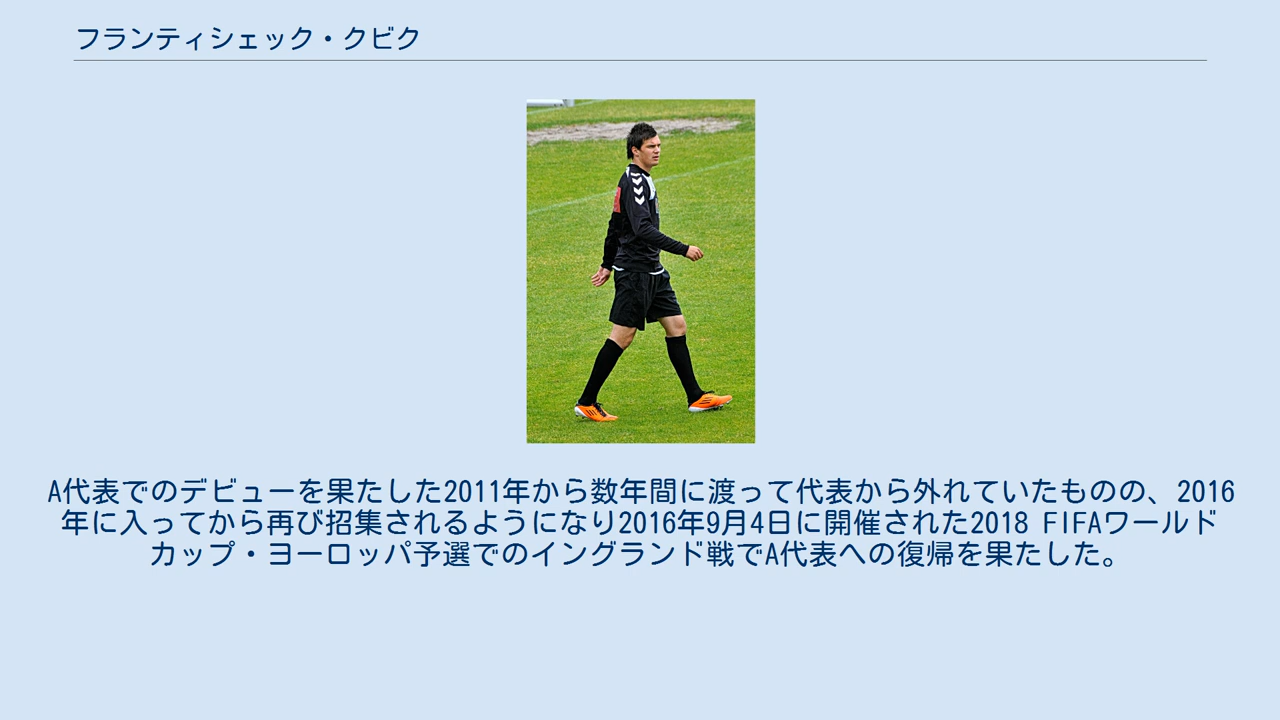 フランティシェック・クビク
A代表でのデビューを果たした2011年から数年間に渡って代表から外れていたものの、2016
年に入ってから再び招集されるようになり2016年9月4日に開催された2018 FIFAワールド
カップ・ヨーロッパ予選でのイングランド戦でA代表への復帰を果たした。